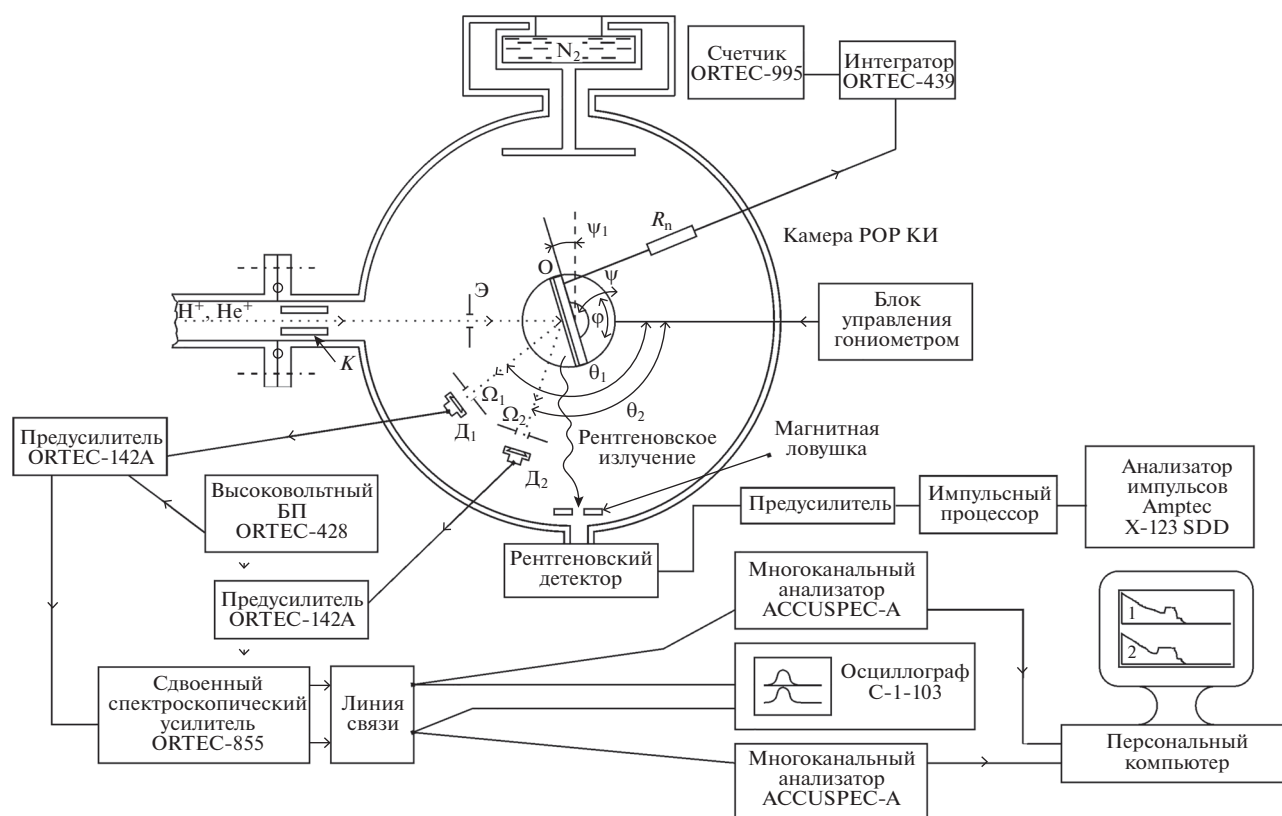 N₂
Счетчик
ORTEC-995
Интегратор
ORTEC-439
Rₙ
Камера РОР КИ
ψ₁
О
ψ
φ
H⁺, He⁺
Э
K
Блок
управления
гониометром
θ₁
θ₂
Ω₁
Ω₂
Д₁
Д₂
Рентгеновское
излучение
Магнитная
ловушка
Предусилитель
ORTEC-142A
Высоковольтный
БП
ORTEC-428
Предусилитель
ORTEC-142A
Рентгеновский
детектор
Предусилитель
Импульсный
процессор
Анализатор
импульсов
Amptec
X-123 SDD
Многоканальный
анализатор
ACCUSPEC-A
Осциллограф
С-1-103
Многоканальный
анализатор
ACCUSPEC-A
Сдвоенный
спектроскопический
усилитель
ORTEC-855
Линия
связи
1
2
Персональный
компьютер